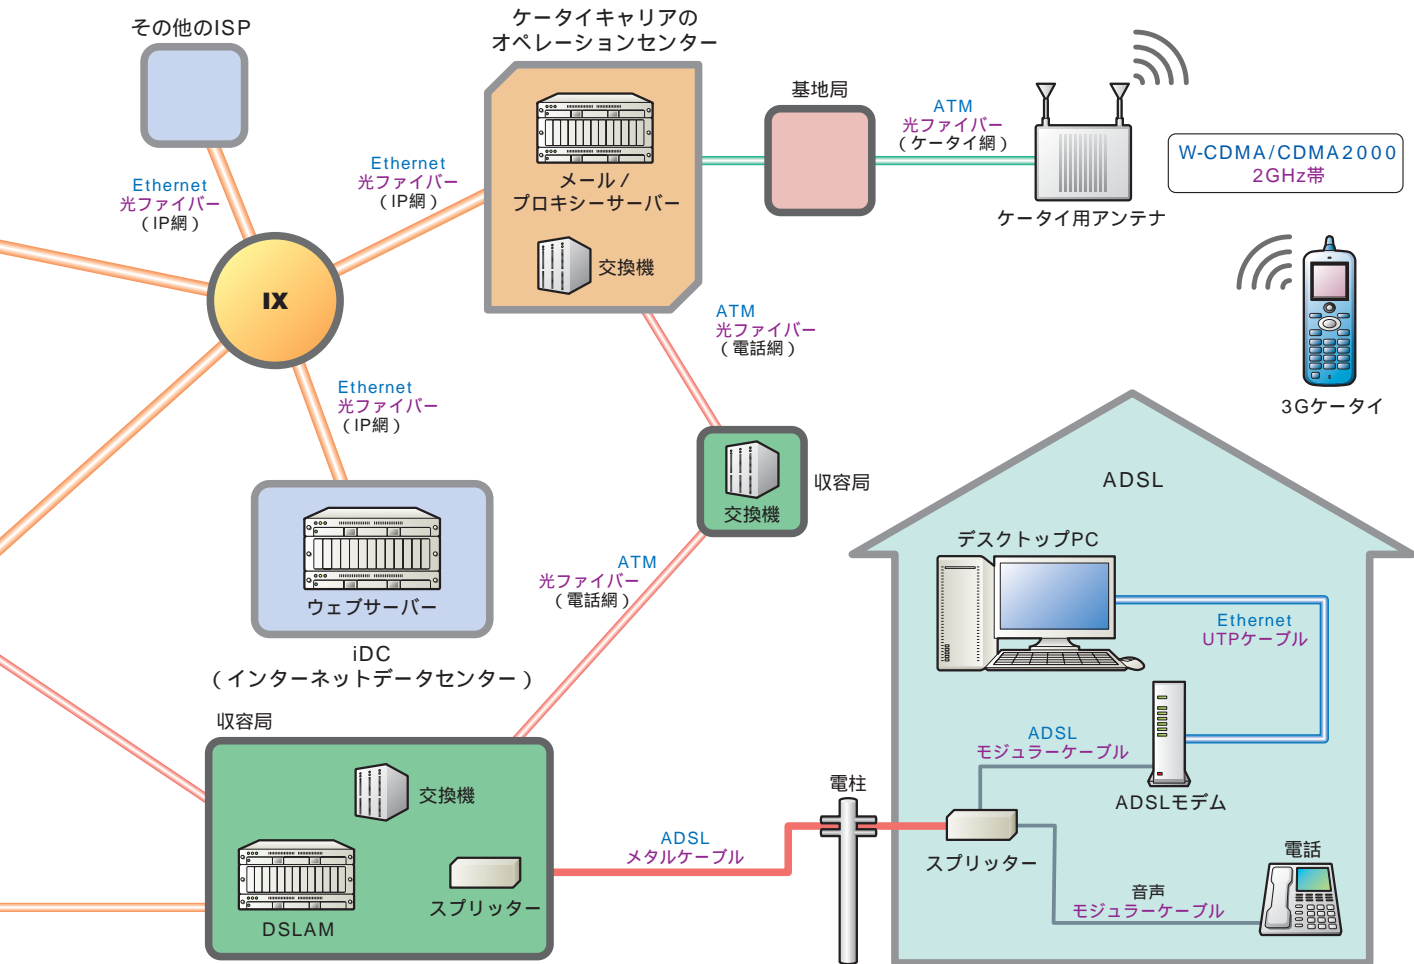 その他のISP
ケータイキャリアの
オペレーションセンター
基地局
ATM
光ファイバー
(ケータイ網)
W-CDMA/CDMA2000
2GHz帯
Ethernet
光ファイバー
(IP網)
Ethernet
光ファイバー
(IP網)
メール/
プロキシーサーバー
ケータイ用アンテナ
交換機
IX
ATM
光ファイバー
(電話網)
3Gケータイ
Ethernet
光ファイバー
(IP網)
ADSL
収容局
交換機
デスクトップPC
ATM
光ファイバー
(電話網)
ウェブサーバー
Ethernet
UTPケーブル
iDC
(インターネットデータセンター)
収容局
ADSL
モジュラーケーブル
交換機
電柱
ADSLモデム
ADSL
メタルケーブル
スプリッター
電話
音声
モジュラーケーブル
スプリッター
DSLAM